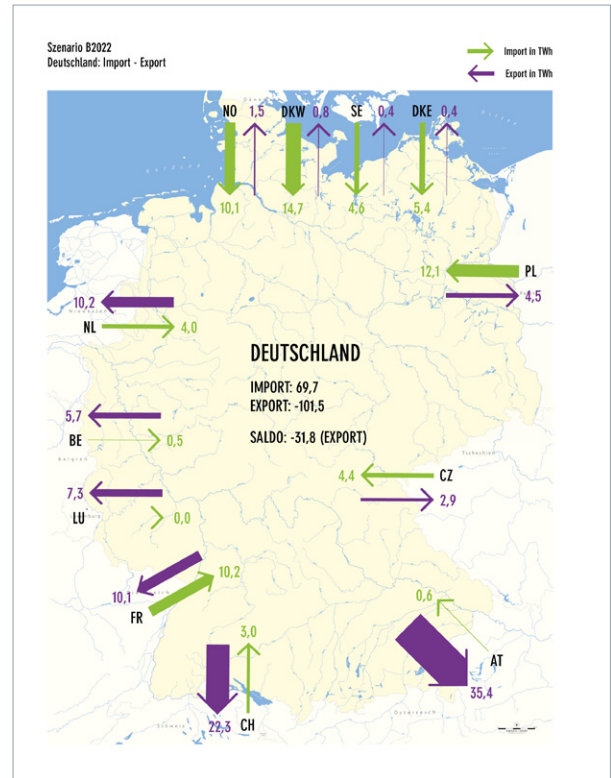 Szenario B2022
Deutschland: Import - Export
Import in TWh
Export in TWh
NO 1,5 DKW 0,8 SE 0,4 DKE 0,4
10,1 14,7 4,6 5,4
12,1 PL
4,5
10,2
NL 4,0
DEUTSCHLAND
IMPORT: 69,7
EXPORT: -101,5
SALDO: -31,8 (EXPORT)
5,7
BE 0,5
Belgien
Tschechien
4,4 CZ
2,9
7,3
LU 0,0
10,2
10,1
FR
0,6
3,0
AT
35,4
22,3 CH
Schweiz
Österreich